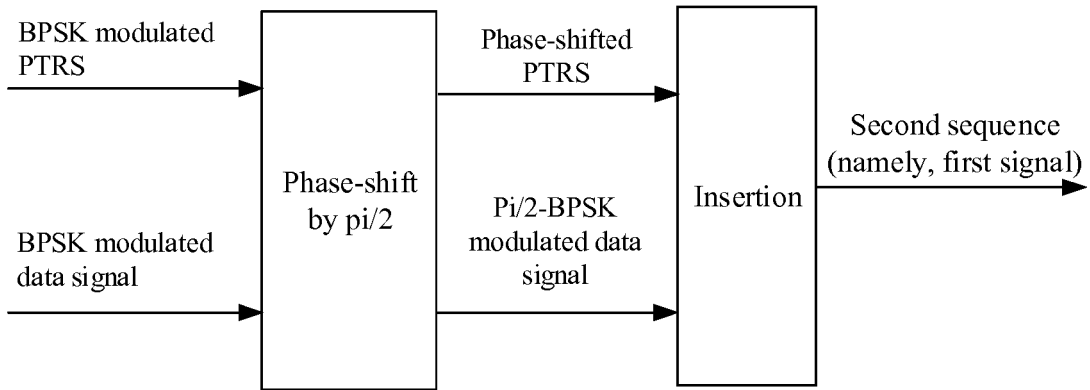 BPSK modulated
PTRS
Phase-shifted
PTRS
Second sequence
(namely, first signal)
Phase-shift
by pi/2
Insertion
BPSK modulated
data signal
Pi/2-BPSK
modulated data
signal